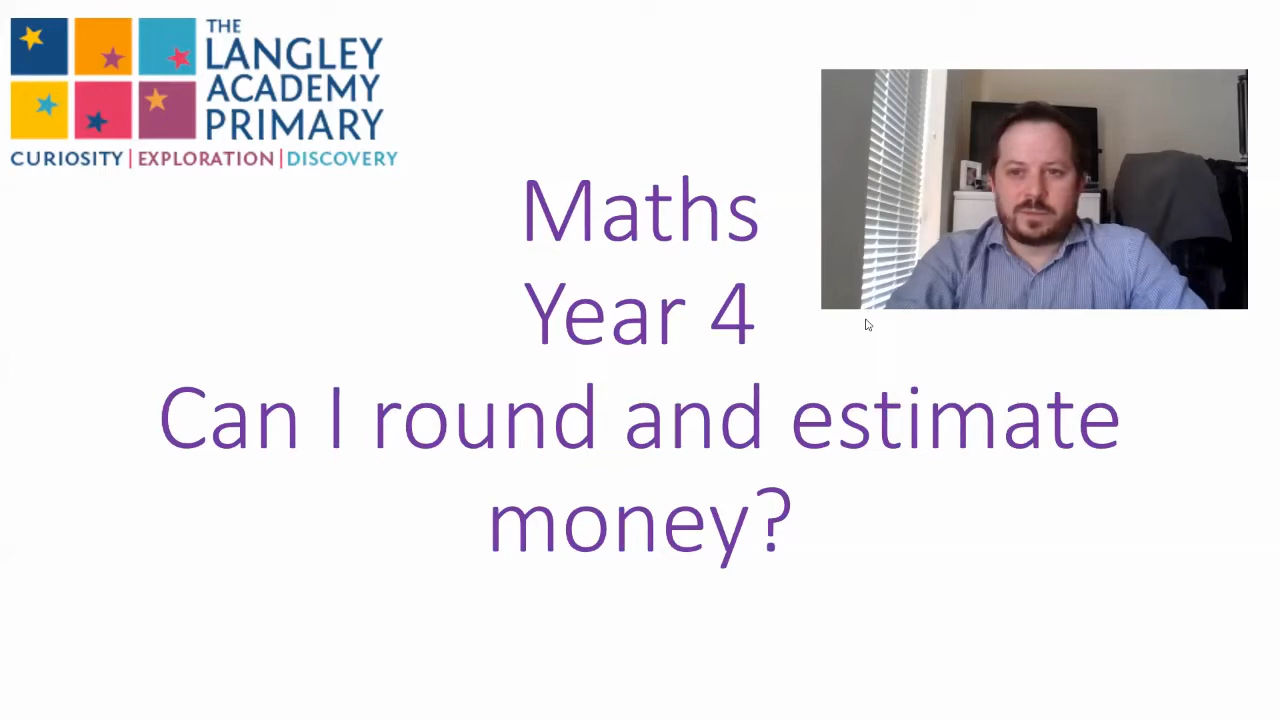 THE
LANGLEY
ACADEMY
PRIMARY
CURIOSITY | EXPLORATION | DISCOVERY
Maths
Year 4
Can I round and estimate
money?